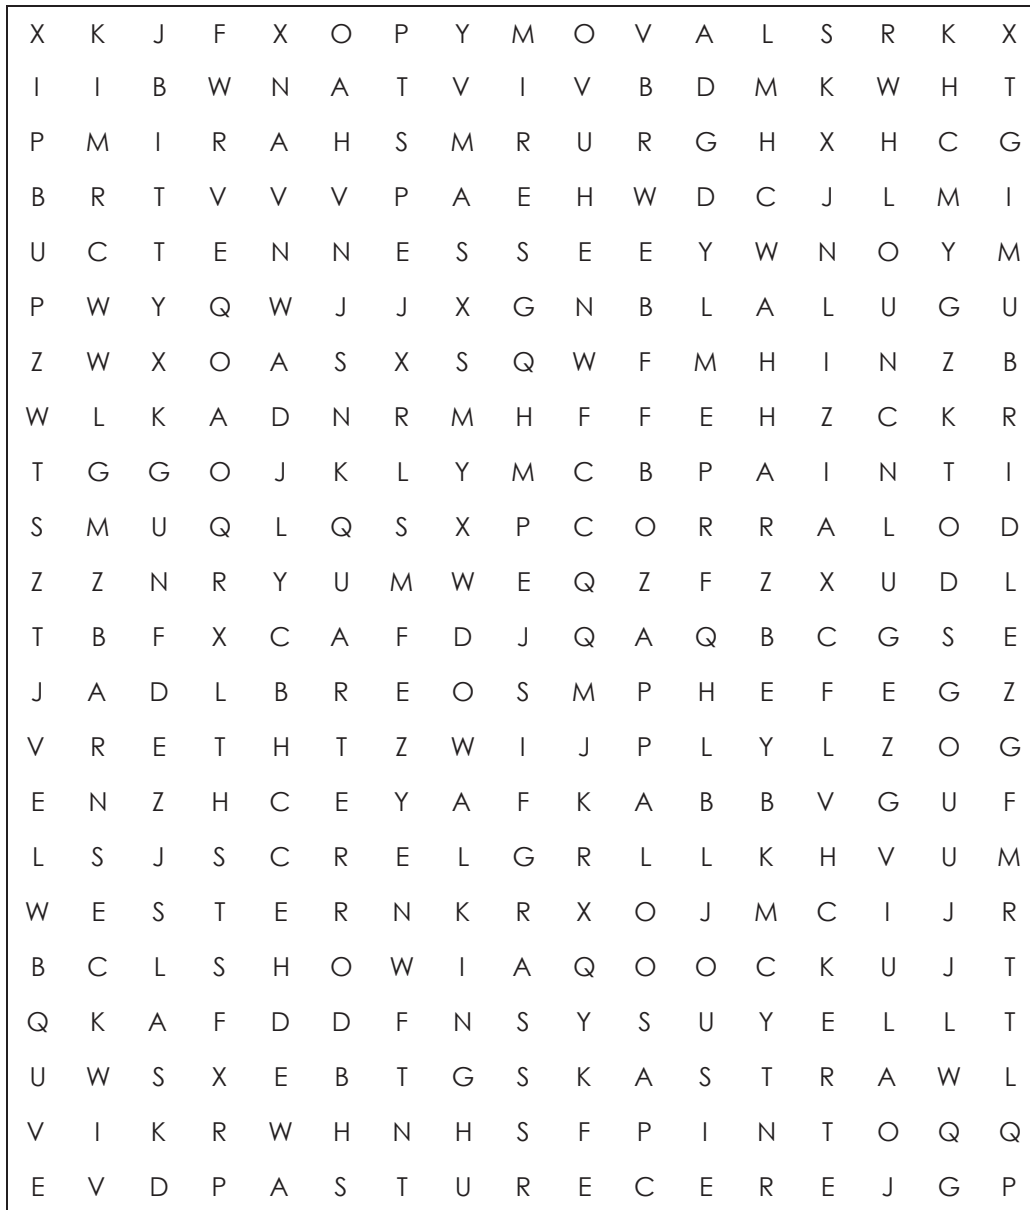 X K J F X O P Y M O V A L S R K X
I I B W N A T V I V B D M K W H T
P M I R A H S M R U R G H X H C G
B R T V V V P A E H W D C J L M I
U C T E N N E S S E E Y W N O Y M
P W Y Q W J J X G N B L A L U G U
Z W X O A S X S Q W F M H I N Z B
W L K A D N R M H F F E H Z C K R
T G G O J K L Y M C B P A I N T I
S M U Q L Q S X P C O R R A L O D
Z Z N R Y U M W E Q Z F Z X U D L
T B F X C A F D J Q A Q B C G S E
J A D L B R E O S M P H E F E G Z
V R E T H T Z W I J P L Y L Z O G
E N Z H C E Y A F K A B B V G U F
L S J S C R E L G R L L K H V U M
W E S T E R N K R X O J M C I J R
B C L S H O W I A Q O O C K U J T
Q K A F D D F N S Y S U Y E L L T
U W S X E B T G S K A S T R A W L
V I K R W H N H S F P I N T O Q Q
E V D P A S T U R E C E R E J G P